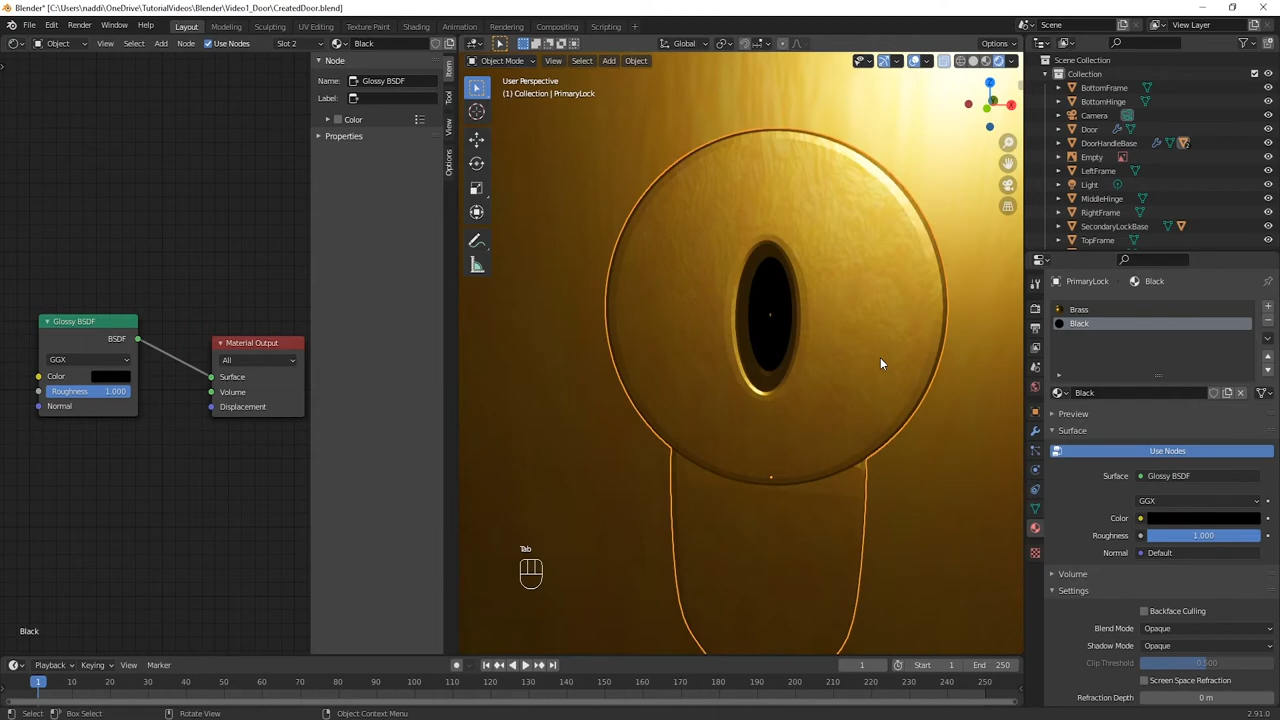 Blender* [C:\Users\naddi\OneDrive\TutorialVideos\Blender\Video1_Door\CreatedDoor.blend]
File Edit Render Window Help Layout Modeling Sculpting UV Editing Texture Paint Shading Animation Rendering Compositing Scripting Scene View Layer
Object View Select Add Node Use Nodes Slot 2 Black Global Options
Object Mode View Select Add Object
User Perspective
(1) Collection | PrimaryLock
Node
Name: Glossy BSDF
Label:
Color
Properties
Item
Tool
View
Options
Glossy BSDF
BSDF
GGX
Color
Roughness 1.000
Normal
Material Output
All
Surface
Volume
Displacement
Black
Z
X
Y
Tab
Scene Collection
Collection
BottomFrame
BottomHinge
Camera
Door
DoorHandleBase
Empty
LeftFrame
Light
MiddleHinge
RightFrame
SecondaryLockBase
TopFrame
PrimaryLock Black
Brass
Black
Black
Preview
Surface
Use Nodes
Surface Glossy BSDF
GGX
Color
Roughness 1.000
Normal Default
Volume
Settings
Backface Culling
Blend Mode Opaque
Shadow Mode Opaque
Clip Threshold 0.500
Screen Space Refraction
Refraction Depth 0 m
Playback Keying View Marker 1 Start 1 End 250
1 10 20 30 40 50 60 70 80 90 100 110 120 130 140 150 160 170 180 190 200 210 220 230 240 250
Select Box Select Rotate View Object Context Menu 2.91.0